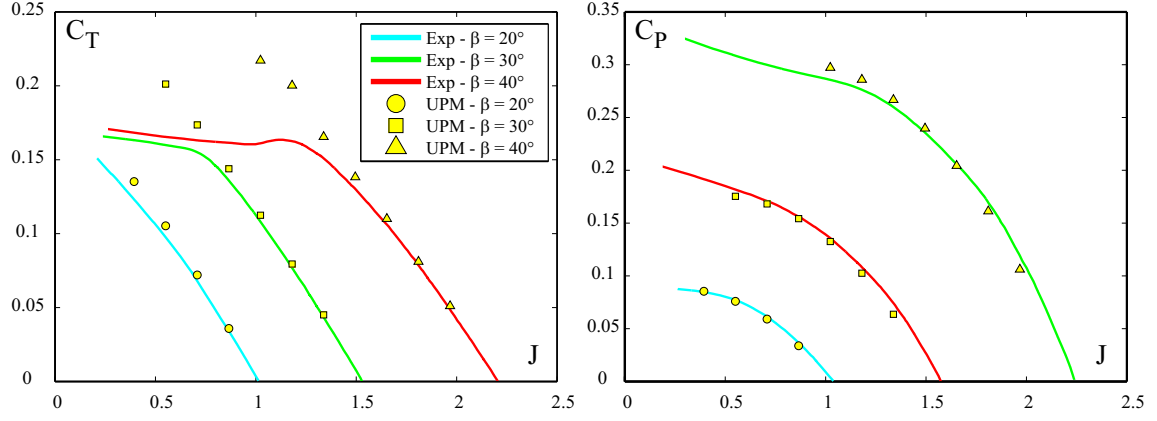 0.25
0.2
0.15
0.1
0.05
0
C_T
Exp - β = 20°
Exp - β = 30°
Exp - β = 40°
UPM - β = 20°
UPM - β = 30°
UPM - β = 40°
J
0 0.5 1 1.5 2 2.5
0.35
0.3
0.25
0.2
0.15
0.1
0.05
0
C_P
J
0 0.5 1 1.5 2 2.5